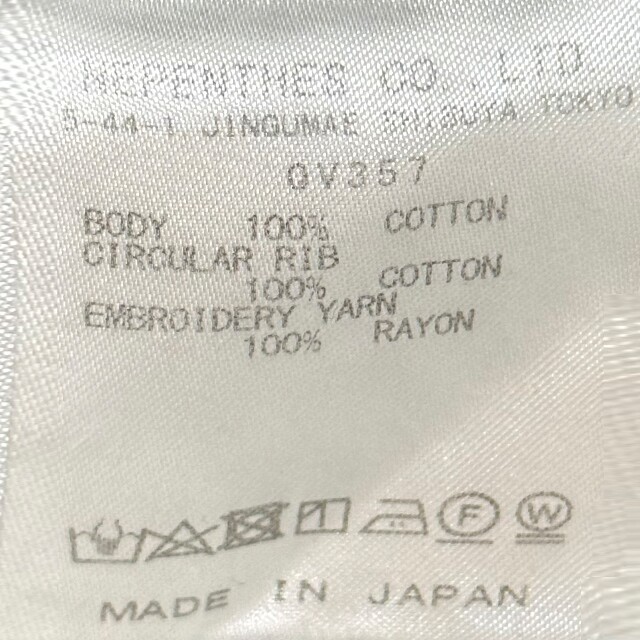 NEPENTHES CO.,LTD
5-44-1 JINGUMAE SHIBUYA TOKYO
QV357
BODY 100% COTTON
CIRCULAR RIB
100% COTTON
EMBROIDERY YARN
100% RAYON
F W
MADE IN JAPAN